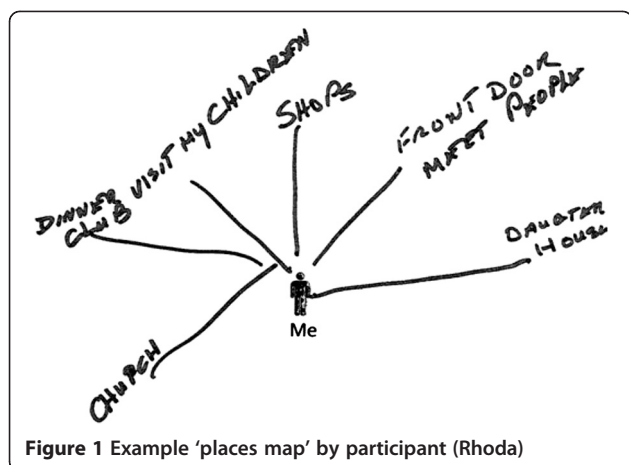 SHOPS
VISIT MY CHILDREN
FRONT DOOR
MEET PEOPLE
DINNER
CLUB
DAUGTER
HOUSE
CHURCH
Me
Figure 1 Example ‘places map’ by participant (Rhoda)